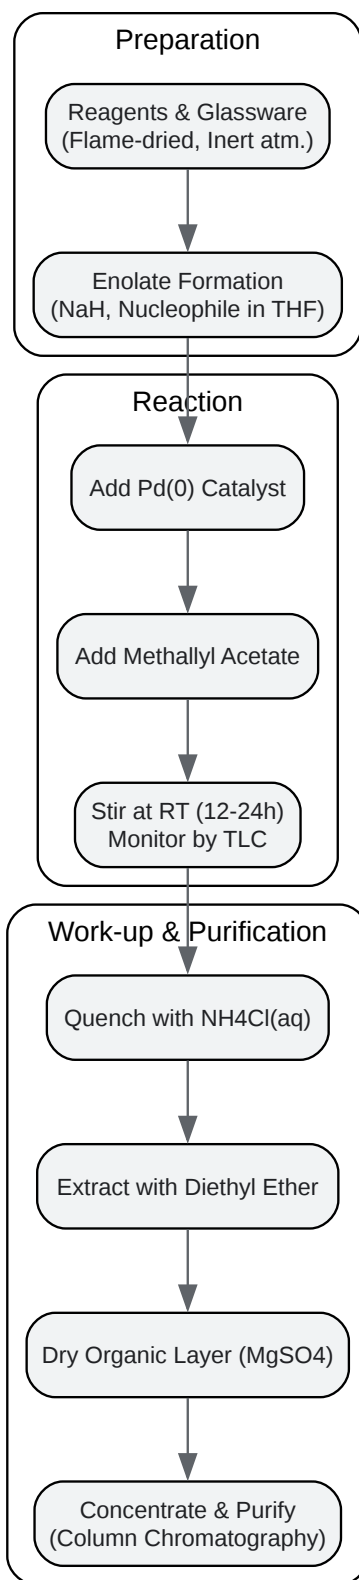 Preparation
Reagents & Glassware
(Flame-dried, Inert atm.)
Enolate Formation
(NaH, Nucleophile in THF)
Reaction
Add Pd(0) Catalyst
Add Methallyl Acetate
Stir at RT (12-24h)
Monitor by TLC
Work-up & Purification
Quench with NH4Cl(aq)
Extract with Diethyl Ether
Dry Organic Layer (MgSO4)
Concentrate & Purify
(Column Chromatography)